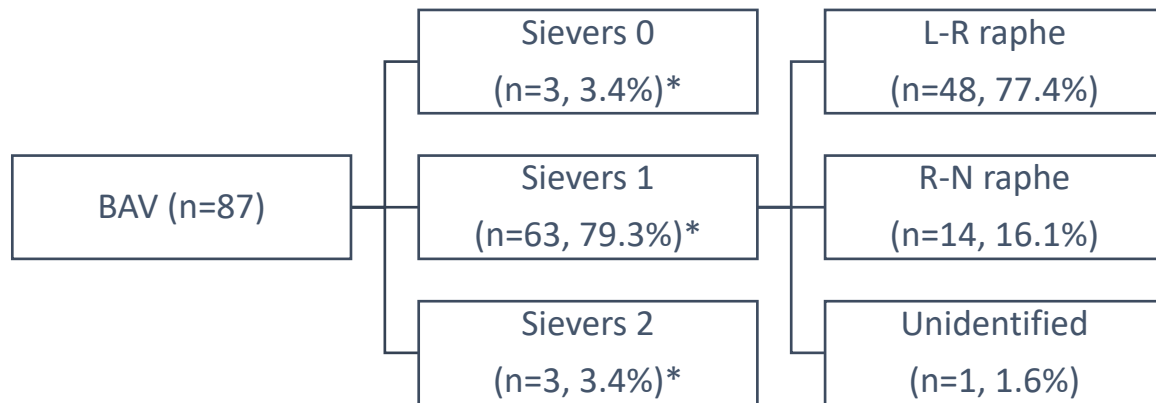 BAV (n=87)
Sievers 0
(n=3, 3.4%)*
Sievers 1
(n=63, 79.3%)*
Sievers 2
(n=3, 3.4%)*
L-R raphe
(n=48, 77.4%)
R-N raphe
(n=14, 16.1%)
Unidentified
(n=1, 1.6%)